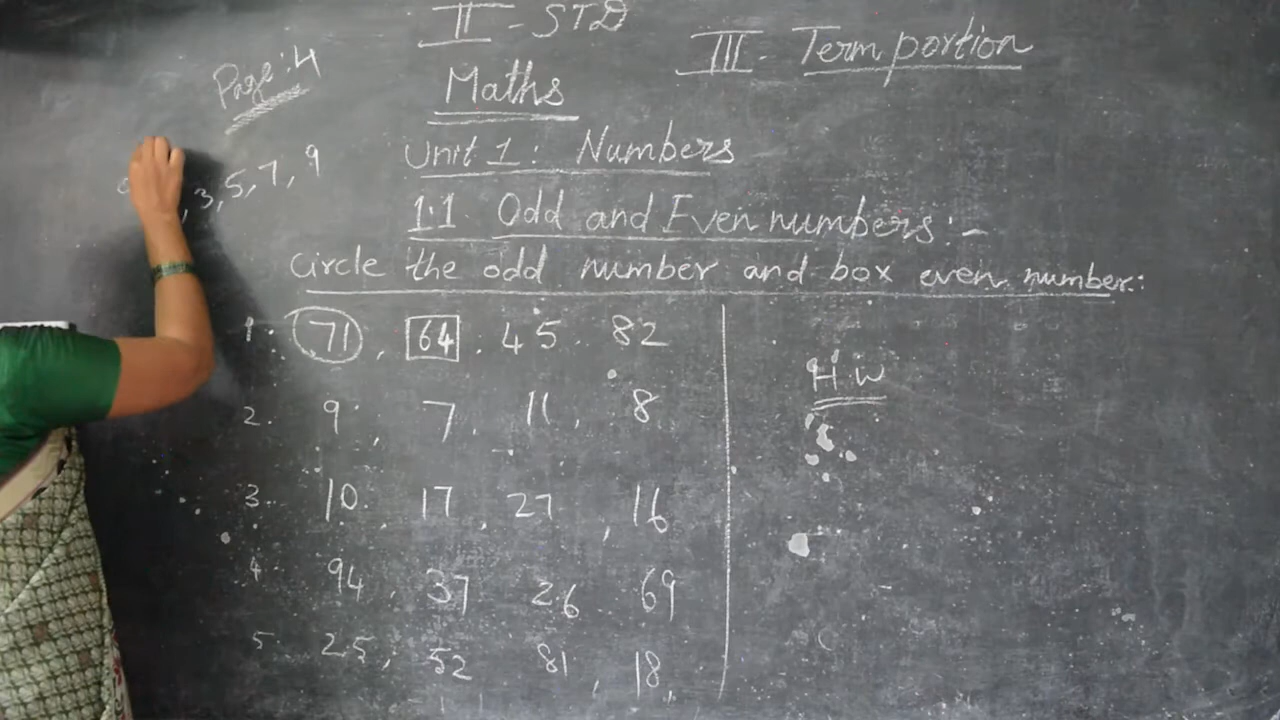 II - STD
III - Term portion
Page: 4
Maths
Unit 1: Numbers
, 3, 5, 7, 9
1.1. Odd and Even numbers: -
Circle the odd number and box even number:
1. 71, 64, 45. 82
H.W
2. 9, 7, 11, 8
3. 10, 17, 27, 16
4. 94, 37 26, 69
5. 25, 52 81, 18,